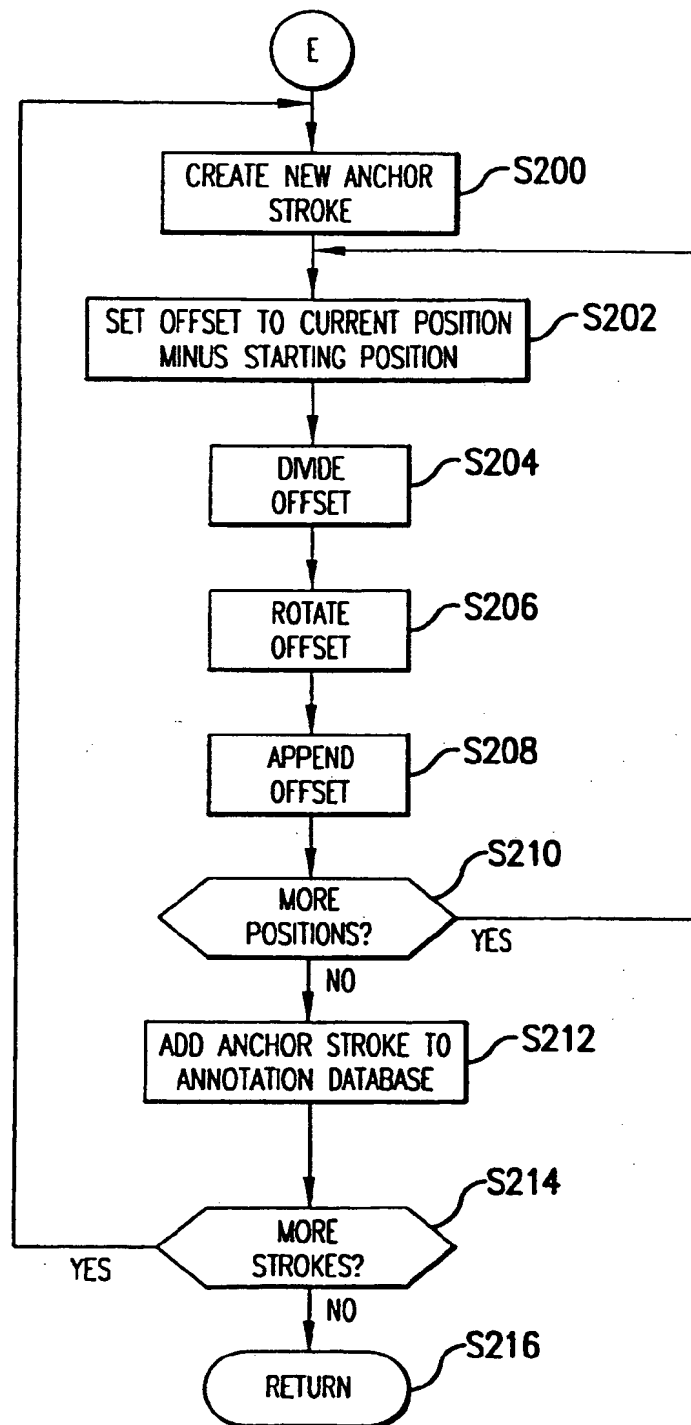 E
CREATE NEW ANCHOR
STROKE
S200
SET OFFSET TO CURRENT POSITION
MINUS STARTING POSITION
S202
DIVIDE
OFFSET
S204
ROTATE
OFFSET
S206
APPEND
OFFSET
S208
MORE
POSITIONS?
S210
YES
NO
ADD ANCHOR STROKE TO
ANNOTATION DATABASE
S212
MORE
STROKES?
S214
YES
NO
RETURN
S216